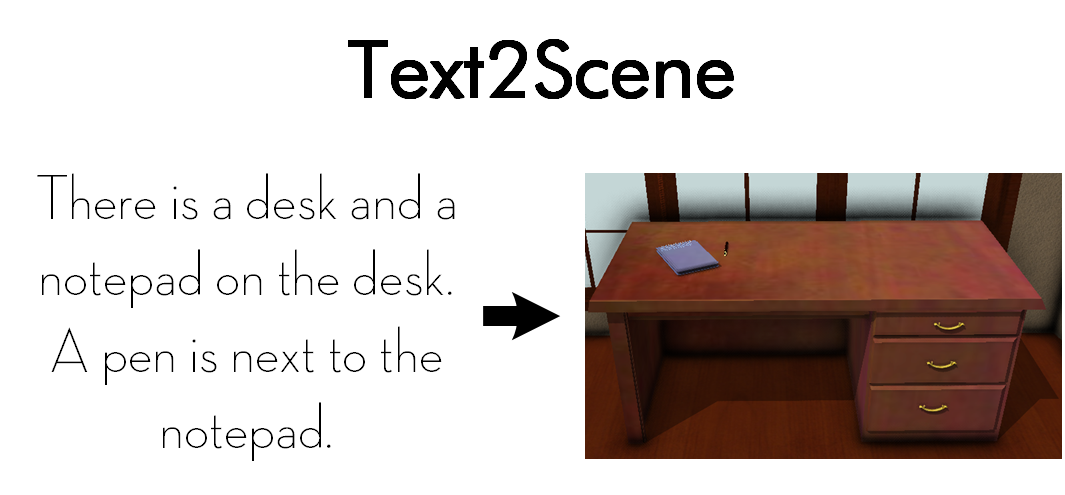 Text2Scene
There is a desk and a
notepad on the desk.
A pen is next to the
notepad.